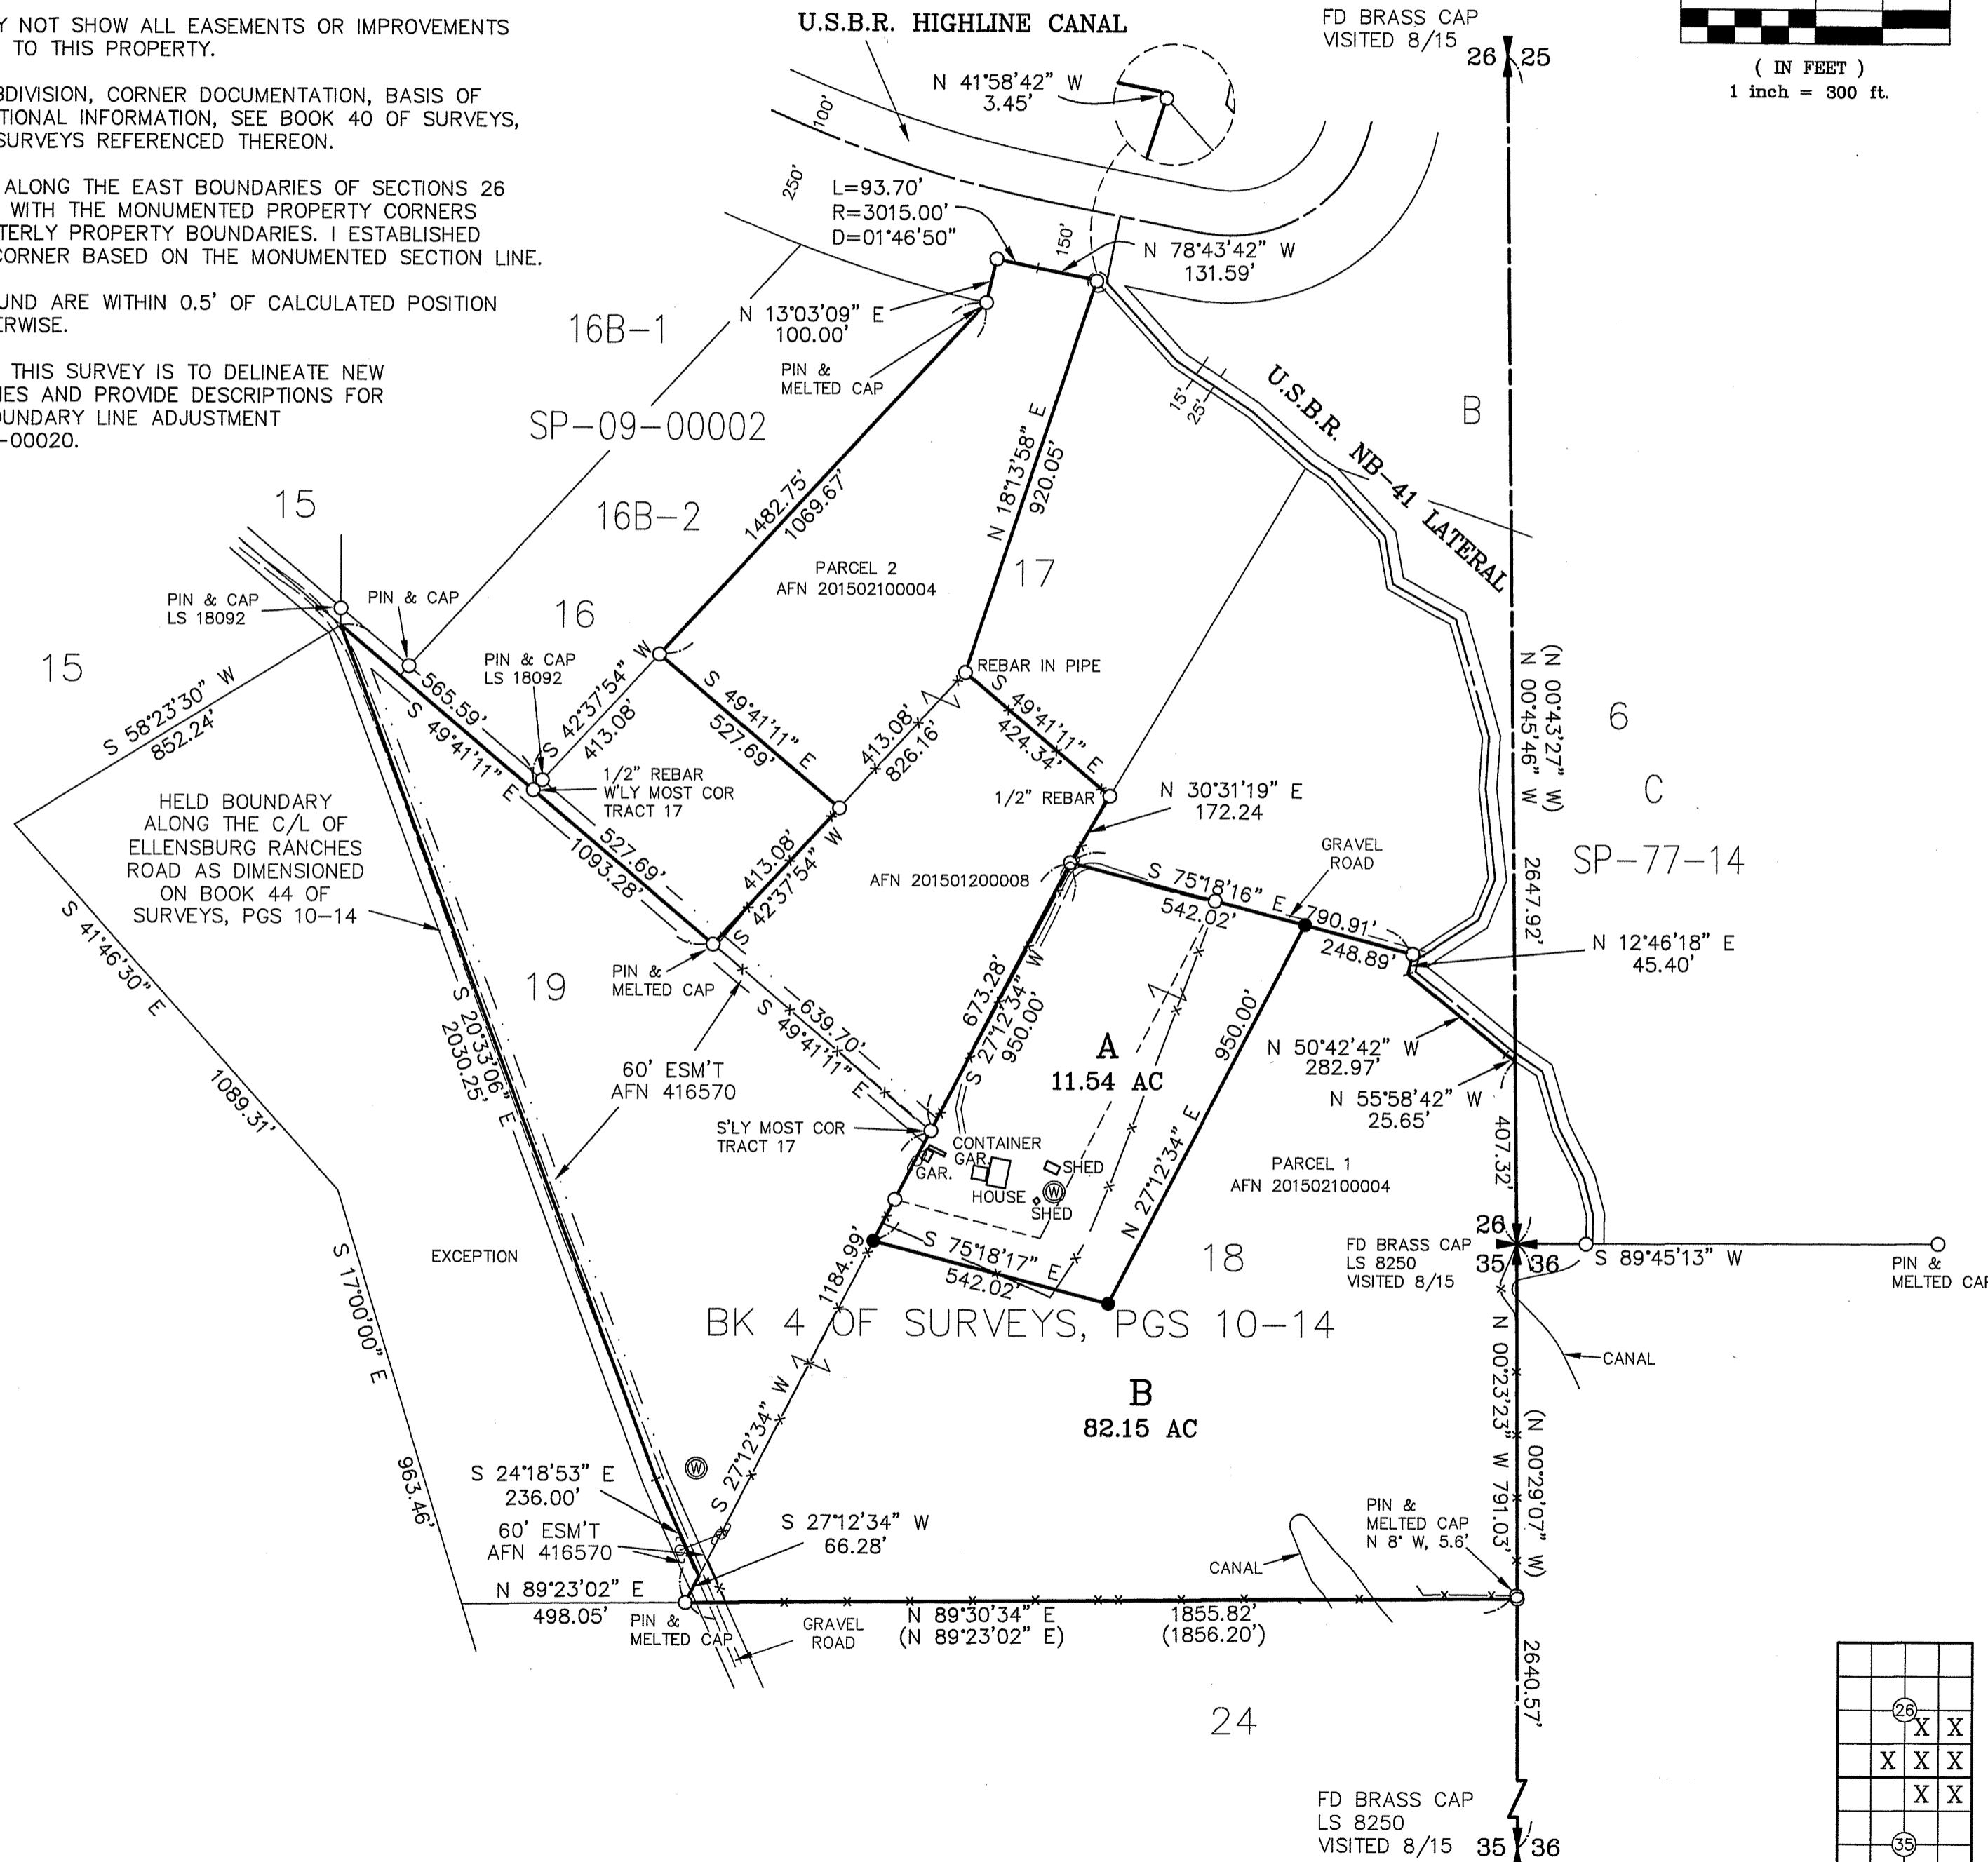 Y NOT SHOW ALL EASEMENTS OR IMPROVEMENTS
TO THIS PROPERTY.
BDIVISION, CORNER DOCUMENTATION, BASIS OF
TIONAL INFORMATION, SEE BOOK 40 OF SURVEYS,
SURVEYS REFERENCED THEREON.
ALONG THE EAST BOUNDARIES OF SECTIONS 26
WITH THE MONUMENTED PROPERTY CORNERS
TERLY PROPERTY BOUNDARIES. I ESTABLISHED
CORNER BASED ON THE MONUMENTED SECTION LINE.
UND ARE WITHIN 0.5' OF CALCULATED POSITION
ERWISE.
THIS SURVEY IS TO DELINEATE NEW
IES AND PROVIDE DESCRIPTIONS FOR
OUNDARY LINE ADJUSTMENT
-00020.
U.S.B.R. HIGHLINE CANAL
FD BRASS CAP
VISITED 8/15
26 25
( IN FEET )
1 inch = 300 ft.
N 41°58'42" W
3.45'
100'
250'
L=93.70'
R=3015.00'
D=01°46'50"
150'
N 78°43'42" W
131.59'
N 13°03'09" E
100.00'
PIN &
MELTED CAP
16B-1
SP-09-00002
16B-2
1482.75'
1069.67'
N 18°13'58" E
920.05'
15'
25'
U.S.B.R. NB-41 LATERAL
B
15
PARCEL 2
AFN 201502100004
17
PIN & CAP
LS 18092
PIN & CAP
16
PIN & CAP
LS 18092
15
S 58°23'30" W
852.24'
565.59'
S 49°41'11" E
S 42°37'54" W
413.08'
S 49°41'11" E
527.69'
413.08'
826.16'
REBAR IN PIPE
S 49°41'11" E
424.34'
1/2" REBAR
N 30°31'19" E
172.24
(N 00°43'27" W)
N 00°45'46" W
2647.92'
6
C
SP-77-14
1/2" REBAR
W'LY MOST COR
TRACT 17
HELD BOUNDARY
ALONG THE C/L OF
ELLENSBURG RANCHES
ROAD AS DIMENSIONED
ON BOOK 44 OF
SURVEYS, PGS 10-14
527.69'
1093.28'
413.08'
S 42°37'54" W
AFN 201501200008
GRAVEL
ROAD
S 75°18'16" E
790.91'
542.02'
248.89'
N 12°46'18" E
45.40'
S 41°46'30" E
1089.31'
PIN &
MELTED CAP
19
S 20°33'06" E
2030.25'
639.70'
S 49°41'11" E
60' ESM'T
AFN 416570
673.28'
S 27°12'34" W
950.00'
A
11.54 AC
950.00'
N 27°12'34" E
N 50°42'42" W
282.97'
N 55°58'42" W
25.65'
407.32'
S'LY MOST COR
TRACT 17
CONTAINER
GAR.
GAR.
HOUSE
SHED
W
SHED
PARCEL 1
AFN 201502100004
S 17°00'00" E
963.46'
EXCEPTION
1184.99'
S 75°18'17" E
542.02'
18
FD BRASS CAP
LS 8250
VISITED 8/15
26
35 36
S 89°45'13" W
PIN &
MELTED CAP
BK 4 OF SURVEYS, PGS 10-14
CANAL
B
82.15 AC
N 00°23'23" W 791.03'
(N 00°29'07" W)
S 27°12'34" W
W
S 24°18'53" E
236.00'
60' ESM'T
AFN 416570
S 27°12'34" W
66.28'
PIN &
MELTED CAP
N 8° W, 5.6'
CANAL
N 89°23'02" E
498.05'
PIN &
MELTED CAP
GRAVEL
ROAD
N 89°30'34" E
(N 89°23'02" E)
1855.82'
(1856.20')
2640.57'
24
FD BRASS CAP
LS 8250
VISITED 8/15
35 36
26
X X
X X X
X X
35